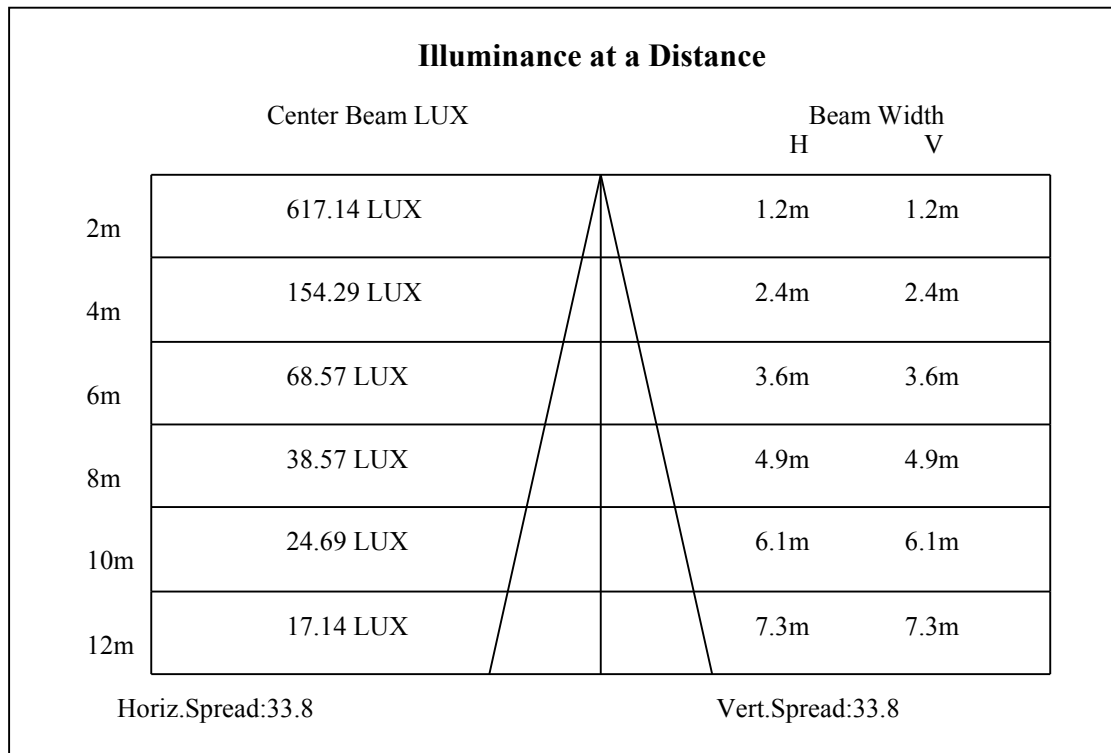 Illuminance at a Distance
Center Beam LUX Beam Width
H V
2m 617.14 LUX 1.2m 1.2m
4m 154.29 LUX 2.4m 2.4m
6m 68.57 LUX 3.6m 3.6m
8m 38.57 LUX 4.9m 4.9m
10m 24.69 LUX 6.1m 6.1m
12m 17.14 LUX 7.3m 7.3m
Horiz.Spread:33.8 Vert.Spread:33.8